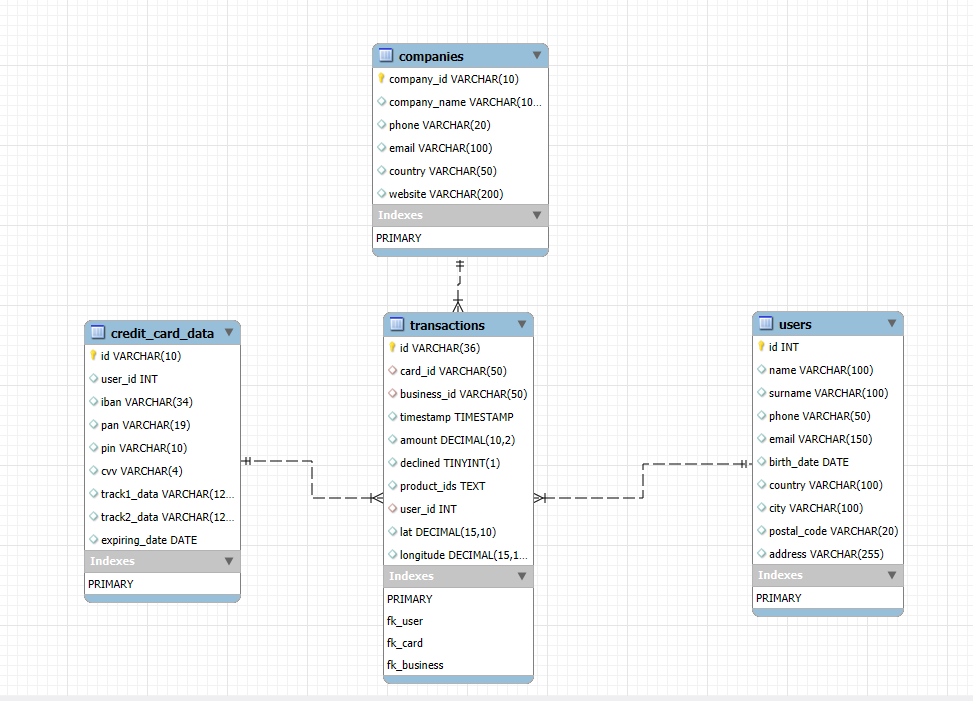 companies
company_id VARCHAR(10)
company_name VARCHAR(10...
phone VARCHAR(20)
email VARCHAR(100)
country VARCHAR(50)
website VARCHAR(200)
Indexes
PRIMARY
credit_card_data
id VARCHAR(10)
user_id INT
iban VARCHAR(34)
pan VARCHAR(19)
pin VARCHAR(10)
cvv VARCHAR(4)
track1_data VARCHAR(12...
track2_data VARCHAR(12...
expiring_date DATE
Indexes
PRIMARY
transactions
id VARCHAR(36)
card_id VARCHAR(50)
business_id VARCHAR(50)
timestamp TIMESTAMP
amount DECIMAL(10,2)
declined TINYINT(1)
product_ids TEXT
user_id INT
lat DECIMAL(15,10)
longitude DECIMAL(15,1...
Indexes
PRIMARY
fk_user
fk_card
fk_business
users
id INT
name VARCHAR(100)
surname VARCHAR(100)
phone VARCHAR(50)
email VARCHAR(150)
birth_date DATE
country VARCHAR(100)
city VARCHAR(100)
postal_code VARCHAR(20)
address VARCHAR(255)
Indexes
PRIMARY